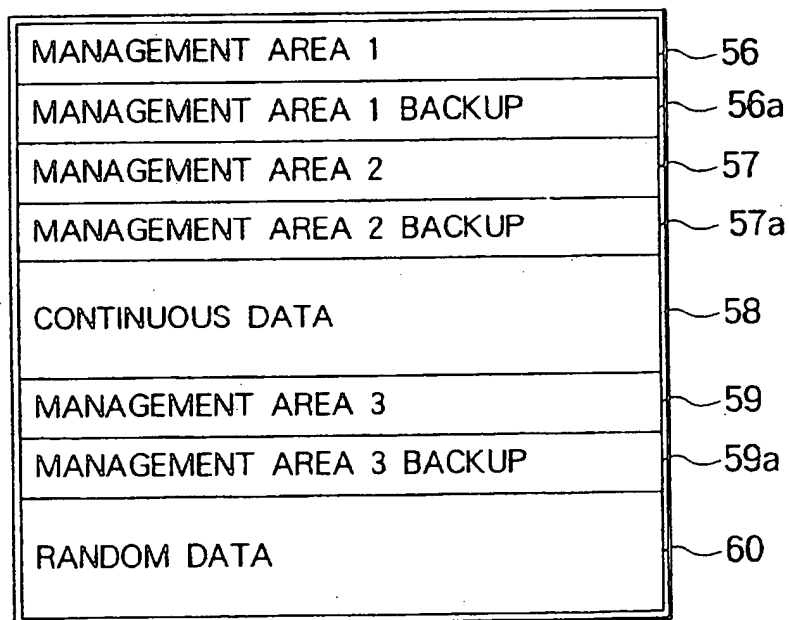 MANAGEMENT AREA 1 56
MANAGEMENT AREA 1 BACKUP 56a
MANAGEMENT AREA 2 57
MANAGEMENT AREA 2 BACKUP 57a
CONTINUOUS DATA 58
MANAGEMENT AREA 3 59
MANAGEMENT AREA 3 BACKUP 59a
RANDOM DATA 60